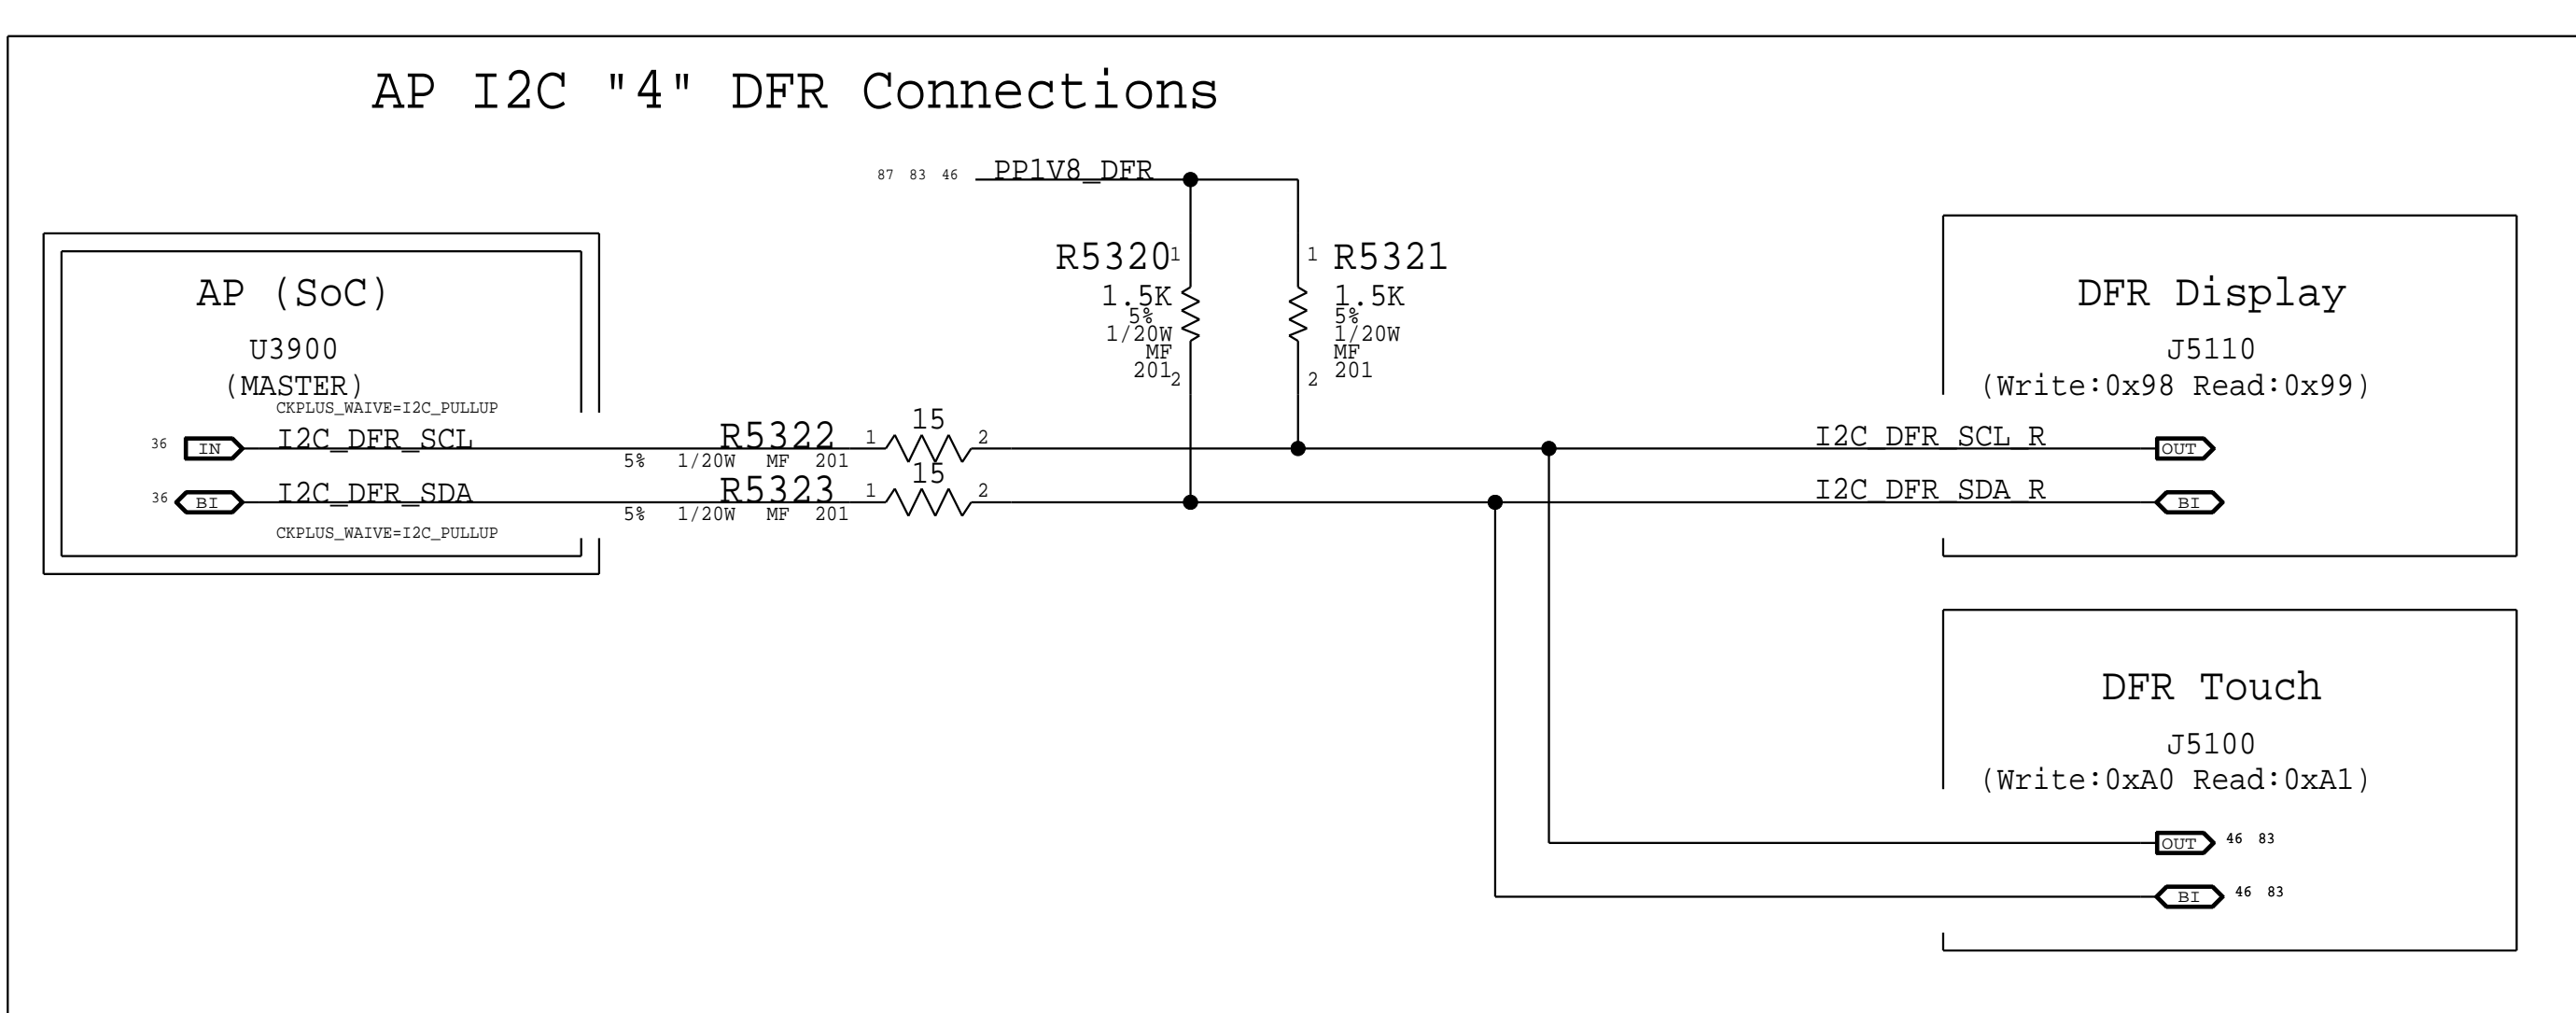 AP I2C "4" DFR Connections
87 83 46 PP1V8_DFR
AP (SoC)
U3900
(MASTER)
CKPLUS_WAIVE=I2C_PULLUP
36 IN I2C_DFR_SCL
36 BI I2C_DFR_SDA
CKPLUS_WAIVE=I2C_PULLUP
R5320 1
1.5K
5%
1/20W
MF
201
2
1 R5321
1.5K
5%
1/20W
MF
201
2
R5322 1 15 2
5% 1/20W MF 201
R5323 1 15 2
5% 1/20W MF 201
DFR Display
J5110
(Write:0x98 Read:0x99)
I2C_DFR_SCL_R OUT
I2C_DFR_SDA_R BI
DFR Touch
J5100
(Write:0xA0 Read:0xA1)
OUT 46 83
BI 46 83